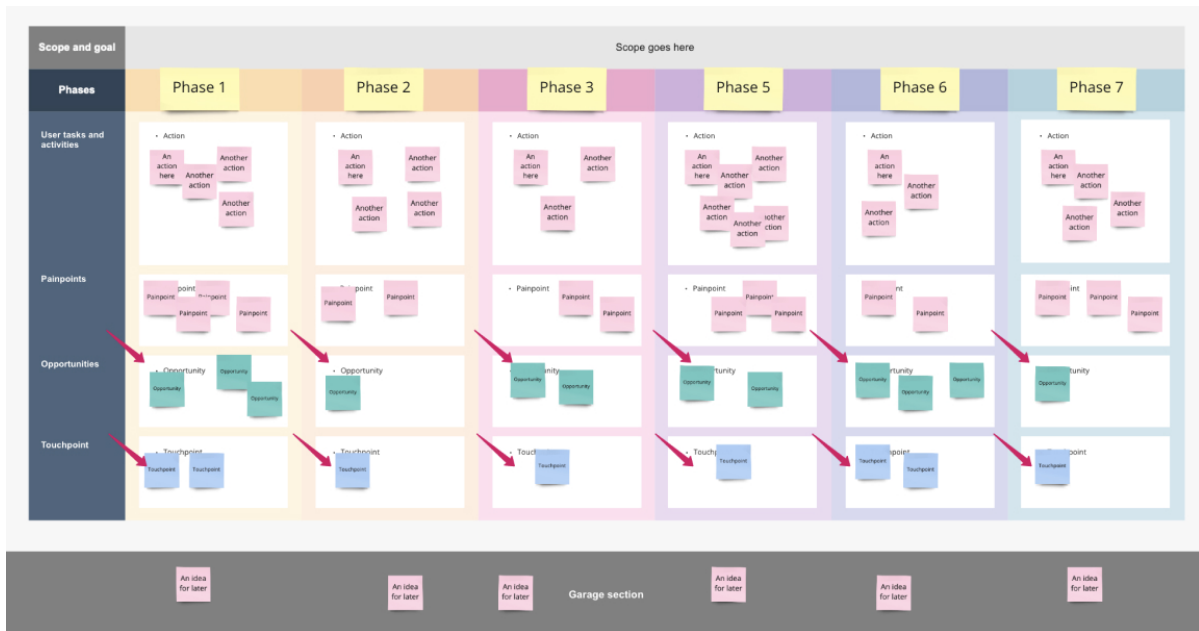 Scope and goal
Scope goes here
Phases
Phase 1
Phase 2
Phase 3
Phase 5
Phase 6
Phase 7
User tasks and
activities
• Action
An
action
here
Another
action
Another
action
Another
action
• Action
An
action
here
Another
action
Another
action
Another
action
• Action
An
action
here
Another
action
Another
action
• Action
An
action
here
Another
action
Another
action
Another
action
Another
action
other
ction
• Action
An
action
here
Another
action
Another
action
• Action
An
action
here
Another
action
Another
action
Another
action
Painpoints
Painpoint
Painpoint
Painpoint
Painpoint
Painpoint
• Painpoint
Painpoint
Painpoint
• Painpoint
Painpoint
Painpoint
Painpoint
Painpoint
Painpoint
Painpoint
Painpoint
Painpoint
Opportunities
• Opportunity
Opportunity
Opportunity
Opportunity
• Opportunity
Opportunity
Opportunity
Opportunity
Opportunity
Opportunity
Opportunity
Opportunity
Opportunity
Opportunity
Touchpoint
• Touchpoint
Touchpoint
Touchpoint
• Touchpoint
Touchpoint
Touchpoint
Touchpoint
Touchpoint
Touchpoint
Touchpoint
An idea
for later
An idea
for later
An idea
for later
Garage section
An idea
for later
An idea
for later
An idea
for later